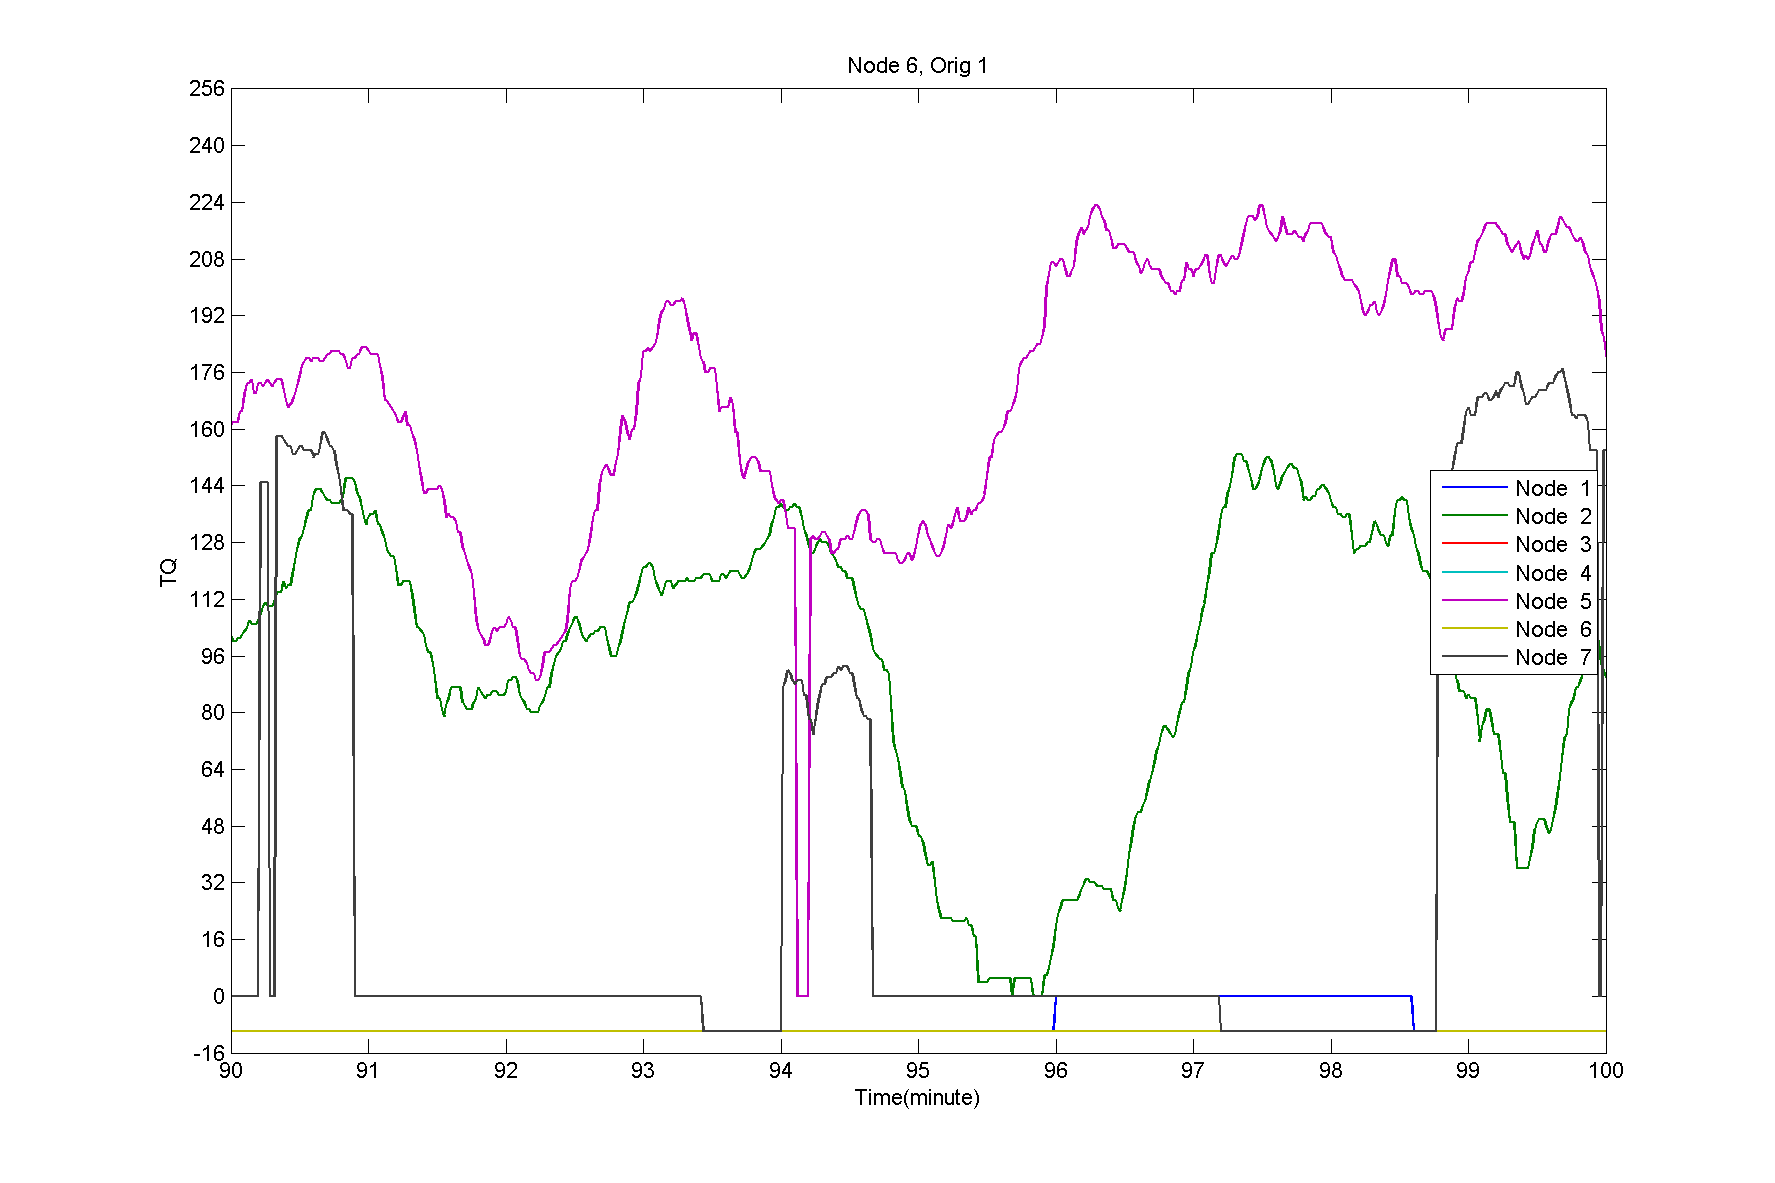 Node 6, Orig 1
256
240
224
208
192
176
160
144
128
112
96
80
64
48
32
16
0
-16
TQ
Node 1
Node 2
Node 3
Node 4
Node 5
Node 6
Node 7
90 91 92 93 94 95 96 97 98 99 100
Time(minute)